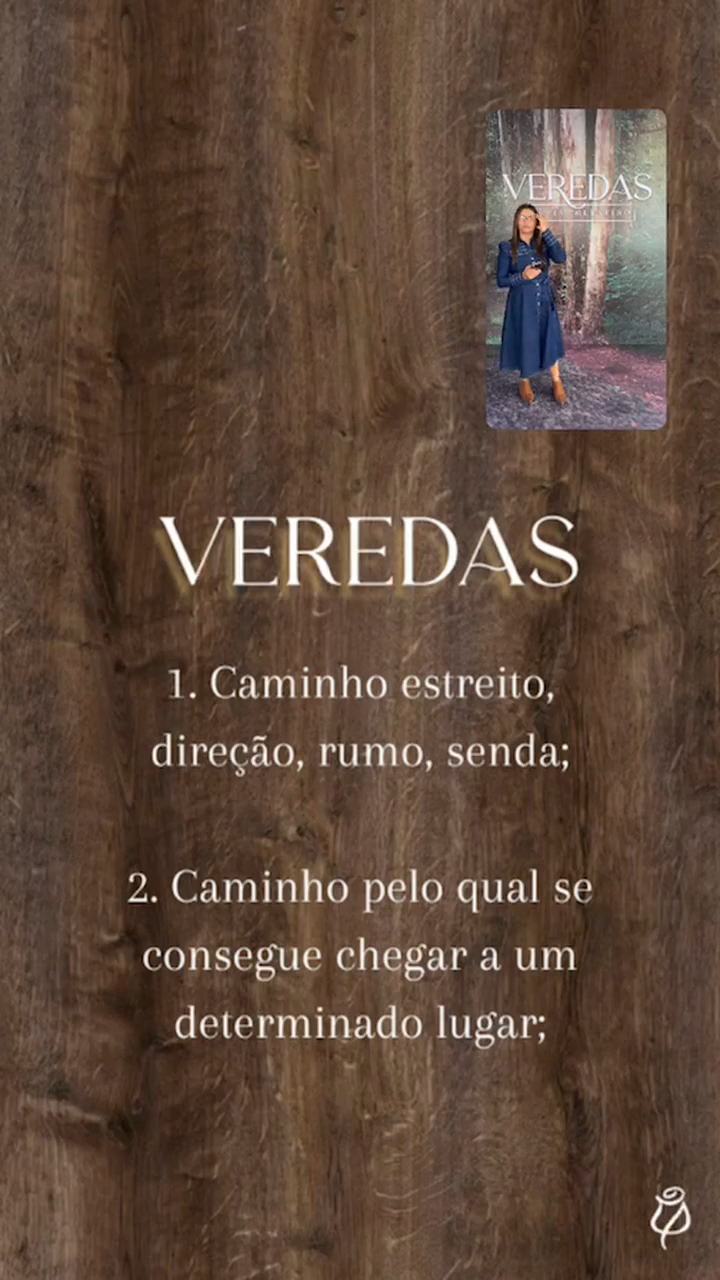 VEREDAS
VEREDAS
1. Caminho estreito,
direção, rumo, senda;
2. Caminho pelo qual se
consegue chegar a um
determinado lugar;